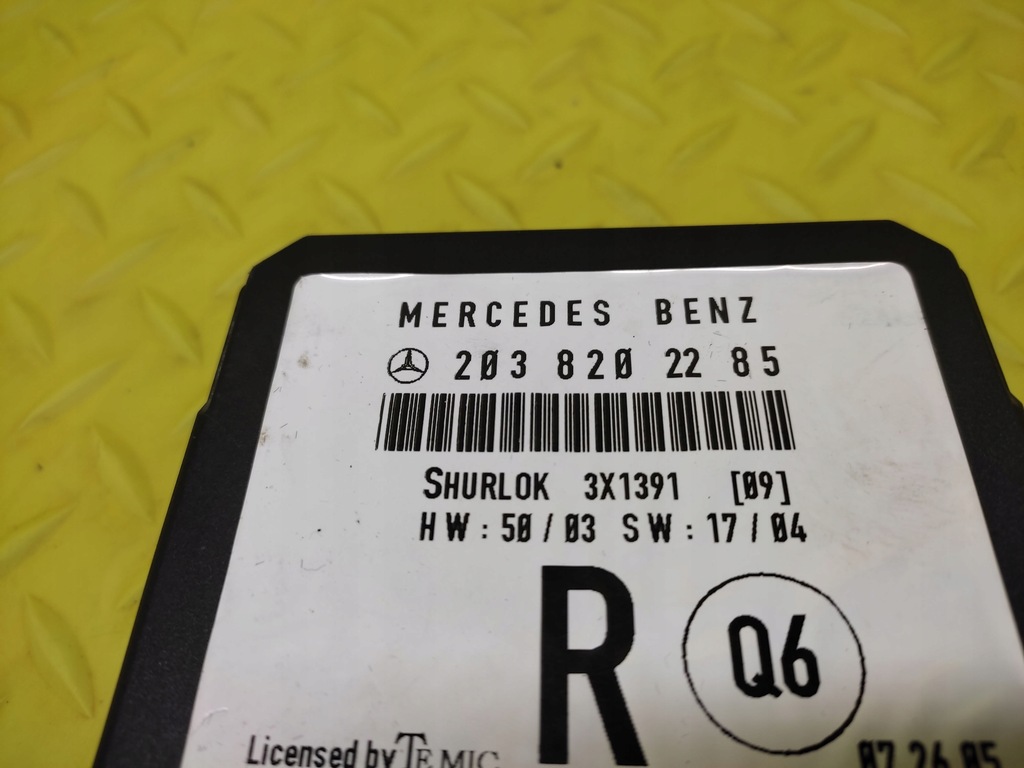 MERCEDES BENZ
203 820 22 85
SHURLOK 3X1391 [09]
HW: 50/03 SW: 17/04
R Q6
Licensed by TEMIC 07.26.05